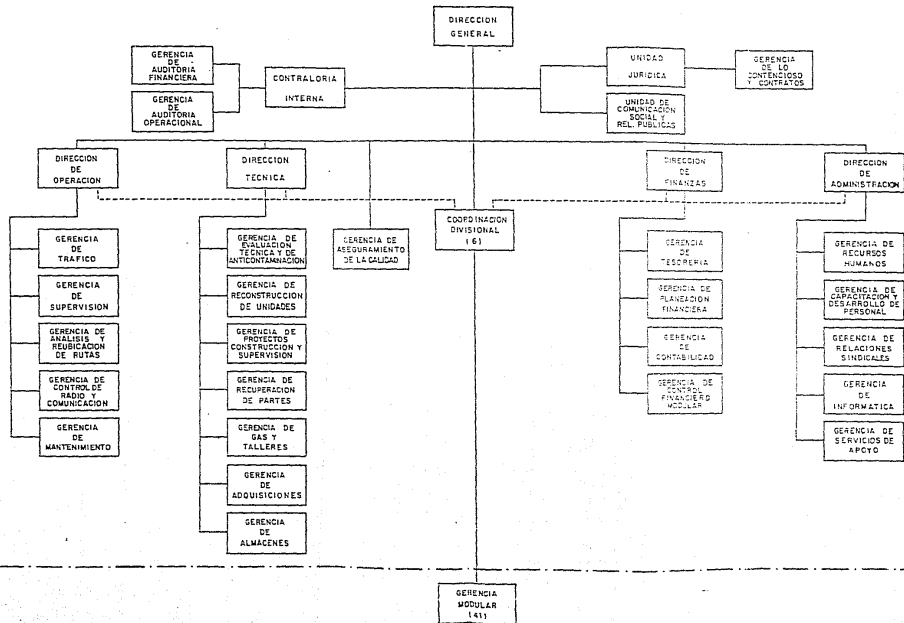 DIRECCION
GENERAL
GERENCIA
DE
AUDITORIA
FINANCIERA
GERENCIA
DE
AUDITORIA
OPERACIONAL
CONTRALORIA
INTERNA
UNIDAD
JURIDICA
GERENCIA
DE LO
CONTENCIOSO
Y CONTRATOS
UNIDAD DE
COMUNICACION
SOCIAL Y
REL. PUBLICAS
DIRECCION
DE
OPERACION
DIRECCION
TECNICA
DIRECCION
DE
FINANZAS
DIRECCION
DE
ADMINISTRACION
COORDINACION
DIVISIONAL
(6)
GERENCIA DE
ASEGURAMIENTO
DE LA CALIDAD
GERENCIA
DE
TRAFICO
GERENCIA
DE
SUPERVISION
GERENCIA DE
ANALISIS Y
REUBICACION
DE RUTAS
GERENCIA DE
CONTROL DE
RADIO Y
COMUNICACION
GERENCIA
DE
MANTENIMIENTO
GERENCIA DE
EVALUACION
TECNICA Y DE
ANTICONTAMINACION
GERENCIA DE
RECONSTRUCCION
DE UNIDADES
GERENCIA DE
PROYECTOS
CONSTRUCCION Y
SUPERVISION
GERENCIA DE
RECUPERACION
DE PARTES
GERENCIA DE
GAS Y
TALLERES
GERENCIA
DE
ADQUISICIONES
GERENCIA
DE
ALMACENES
GERENCIA
DE
TESORERIA
GERENCIA DE
PLANEACION
FINANCIERA
GERENCIA
DE
CONTABILIDAD
GERENCIA DE
CONTROL
FINANCIERO
MODULAR
GERENCIA DE
RECURSOS
HUMANOS
GERENCIA DE
CAPACITACION Y
DESARROLLO DE
PERSONAL
GERENCIA DE
RELACIONES
SINDICALES
GERENCIA
DE
INFORMATICA
GERENCIA DE
SERVICIOS DE
APOYO
GERENCIA
MODULAR
(41)